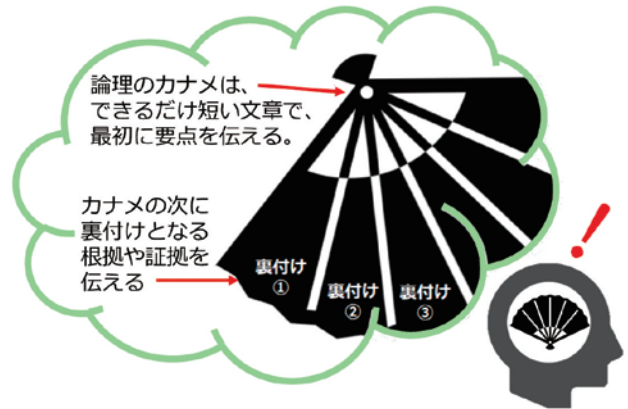 論理のカナメは、
できるだけ短い文章で、
最初に要点を伝える。
カナメの次に
裏付けとなる
根拠や証拠を
伝える
裏付け
①
裏付け
②
裏付け
③